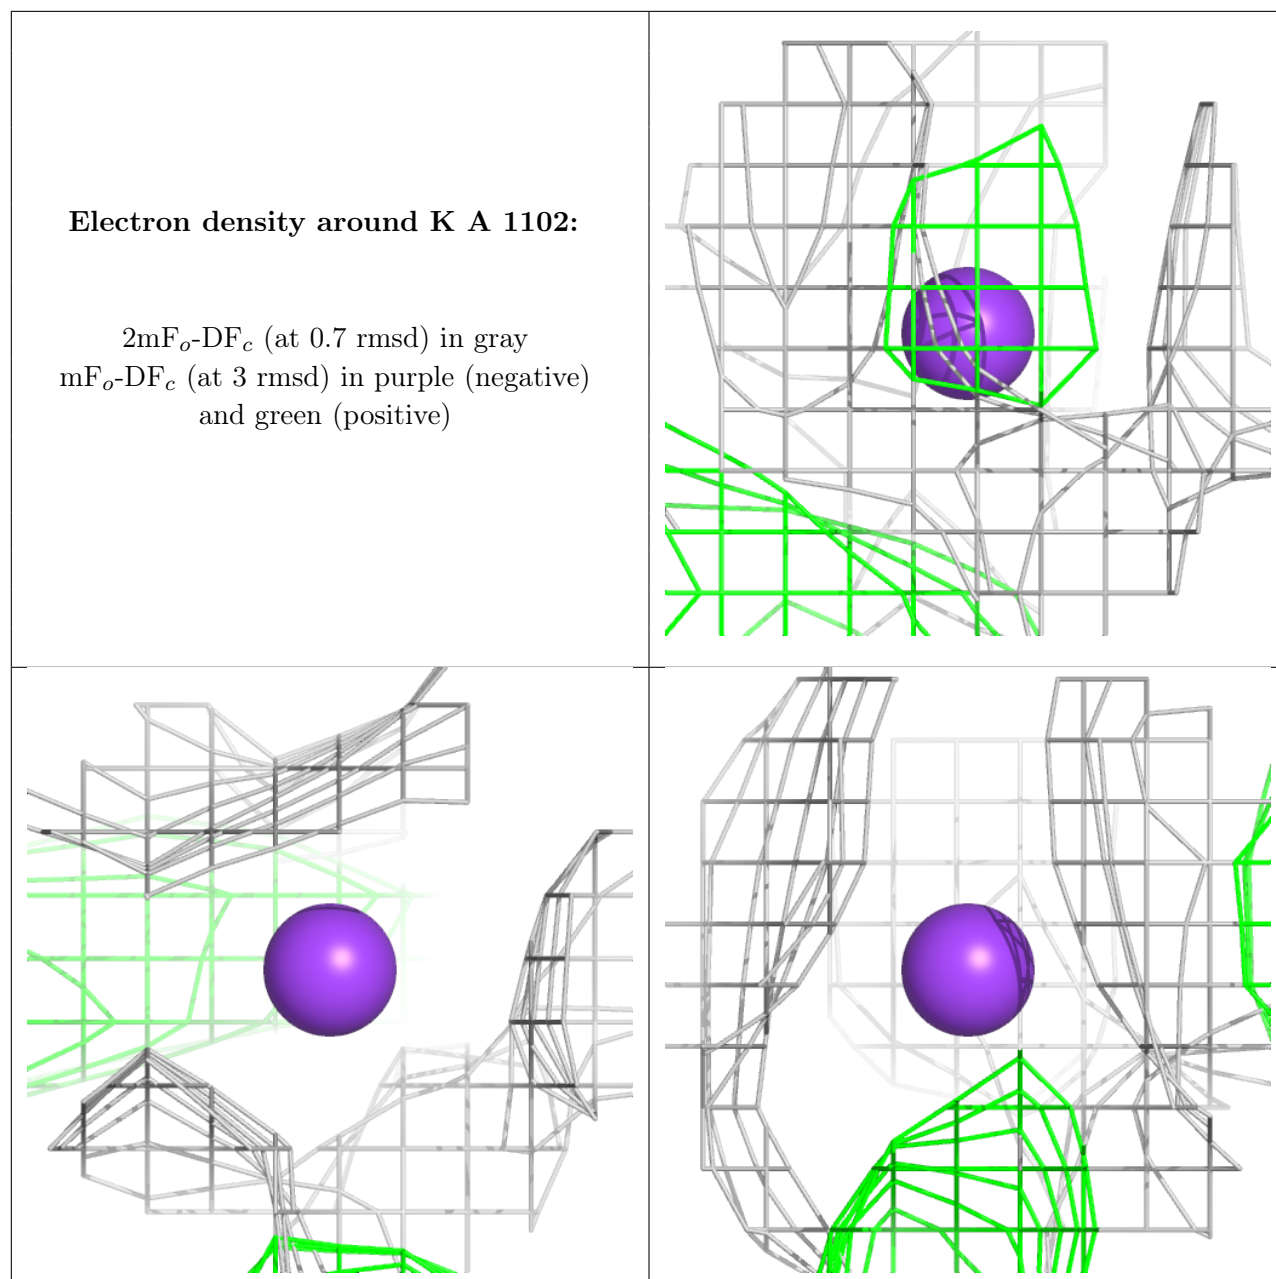 Electron density around K A 1102:
2mFo-DFc (at 0.7 rmsd) in gray
mFo-DFc (at 3 rmsd) in purple (negative)
and green (positive)